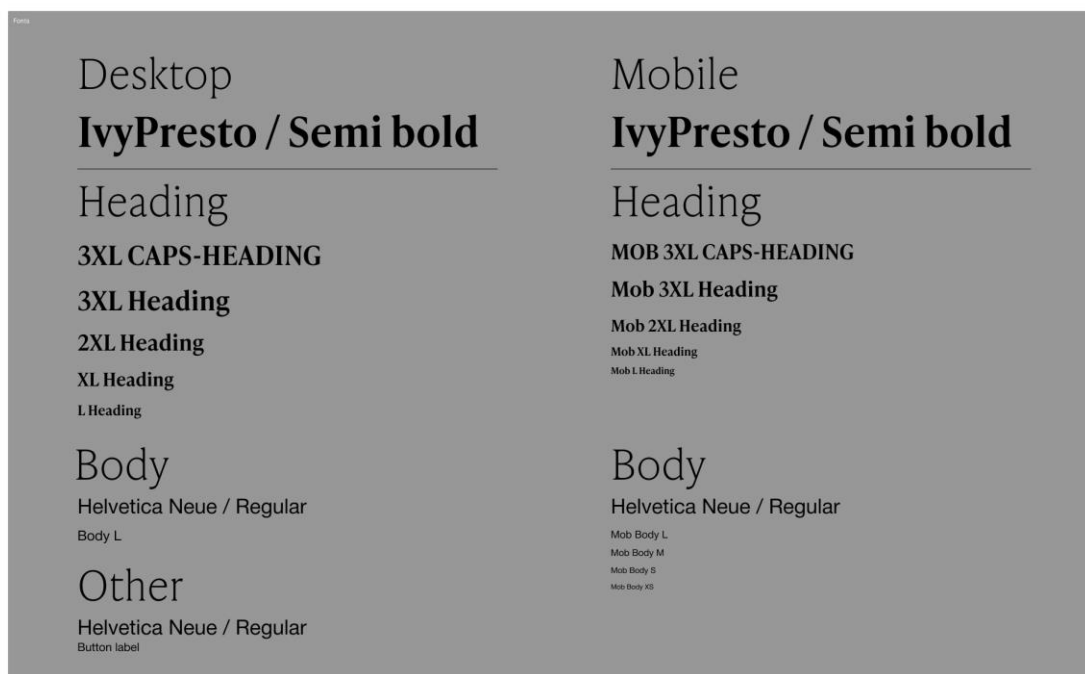 Fonts
Desktop
IvyPresto / Semi bold
Heading
3XL CAPS-HEADING
3XL Heading
2XL Heading
XL Heading
L Heading
Body
Helvetica Neue / Regular
Body L
Other
Helvetica Neue / Regular
Button label
Mobile
IvyPresto / Semi bold
Heading
MOB 3XL CAPS-HEADING
Mob 3XL Heading
Mob 2XL Heading
Mob XL Heading
Mob L Heading
Body
Helvetica Neue / Regular
Mob Body L
Mob Body M
Mob Body S
Mob Body XS